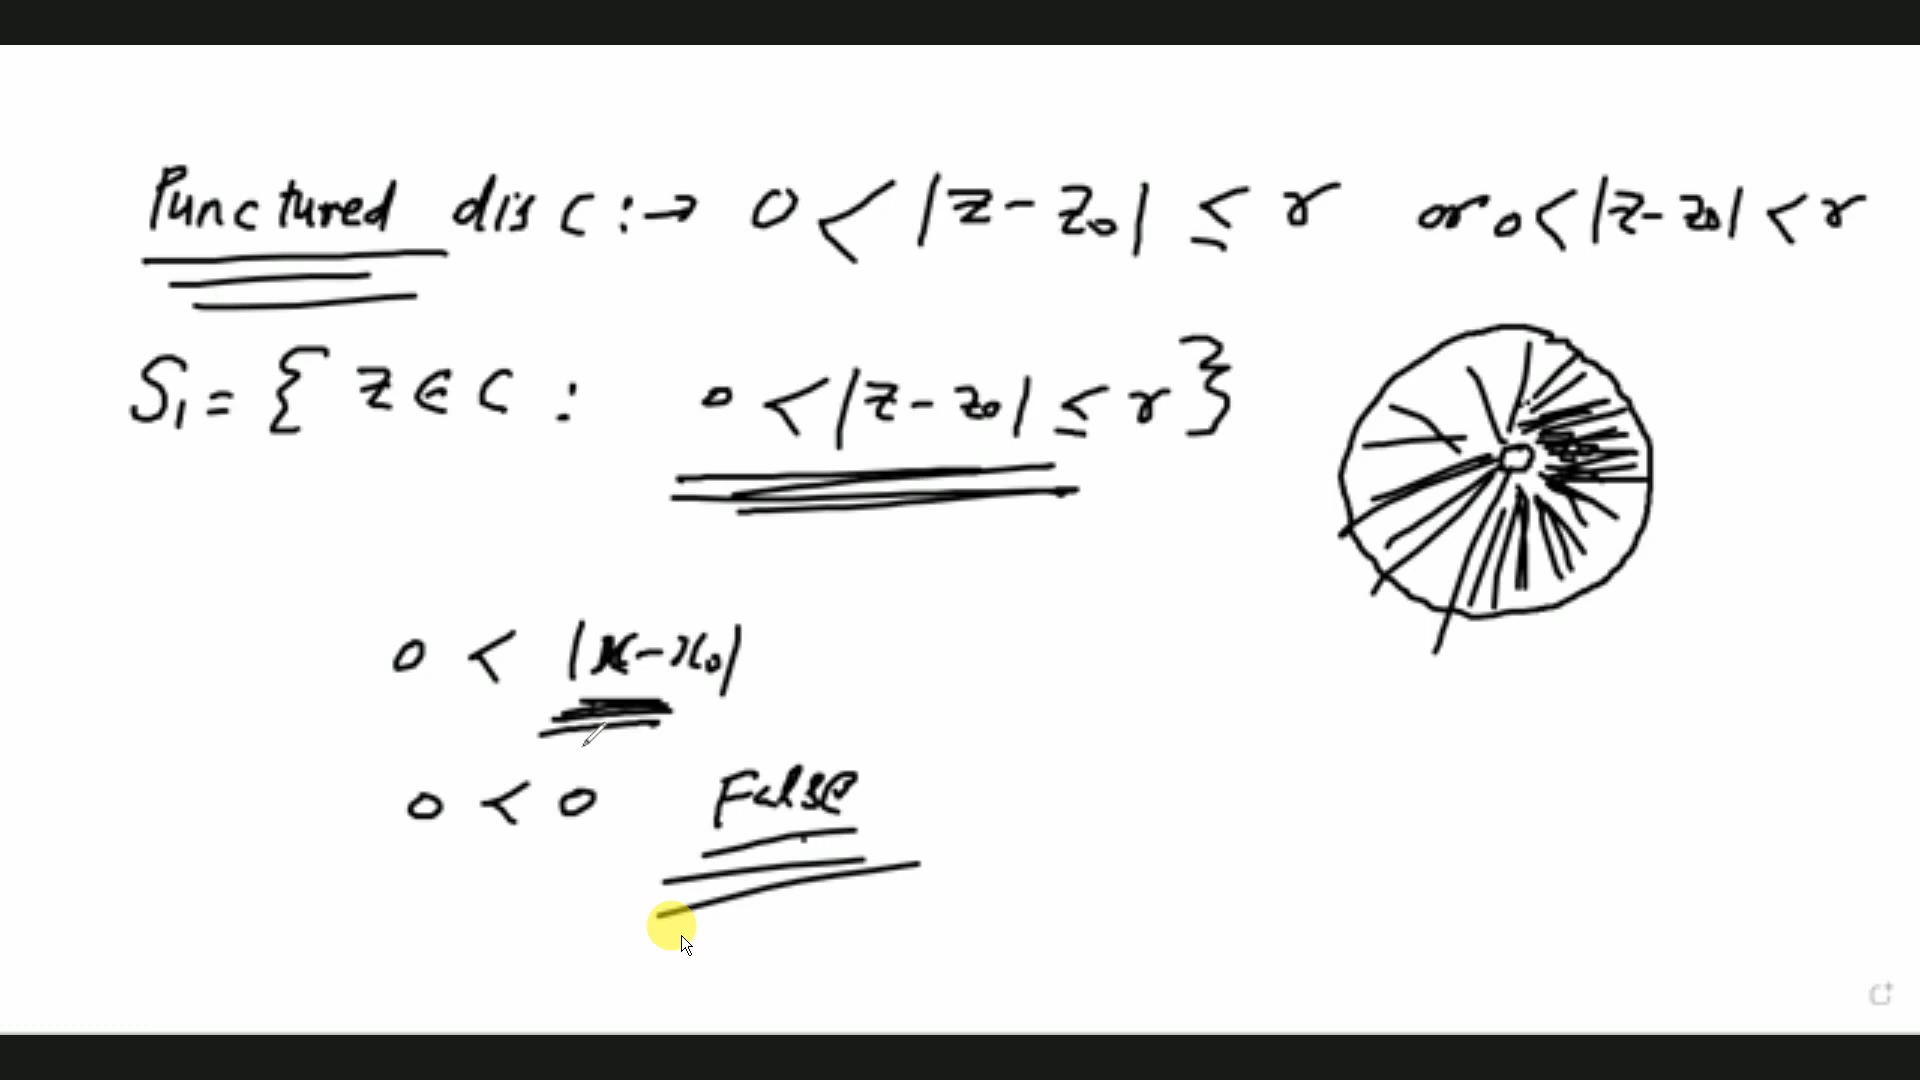 Punctured disc :→ 0 < |z - z₀| ≤ r or 0 < |z - z₀| < r
S₁ = { z ∈ C : 0 < |z - z₀| ≤ r }
0 < |x - x₀|
0 < 0 False